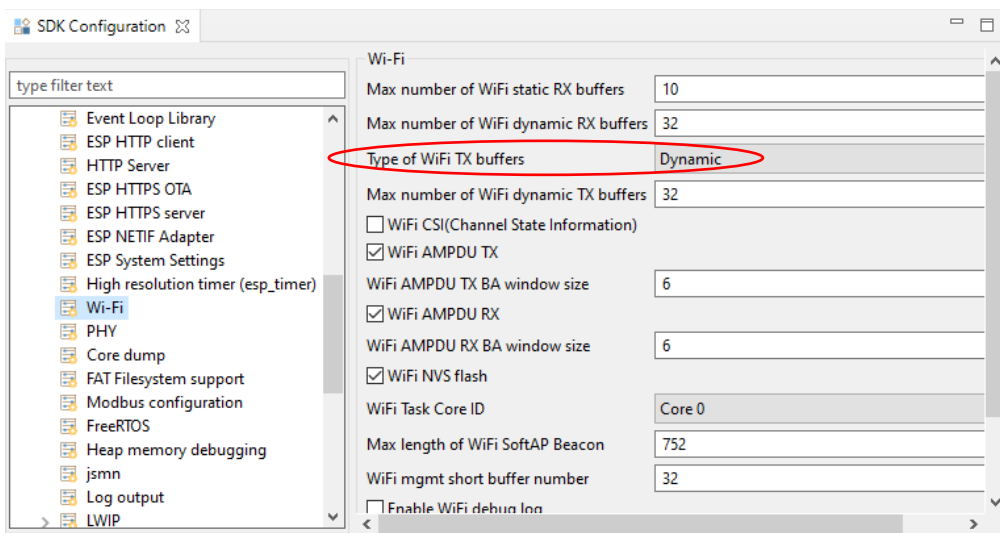 SDK Configuration
type filter text
Event Loop Library
ESP HTTP client
HTTP Server
ESP HTTPS OTA
ESP HTTPS server
ESP NETIF Adapter
ESP System Settings
High resolution timer (esp_timer)
Wi-Fi
PHY
Core dump
FAT Filesystem support
Modbus configuration
FreeRTOS
Heap memory debugging
jsmn
Log output
LWIP
Wi-Fi
Max number of WiFi static RX buffers 10
Max number of WiFi dynamic RX buffers 32
Type of WiFi TX buffers Dynamic
Max number of WiFi dynamic TX buffers 32
WiFi CSI(Channel State Information)
WiFi AMPDU TX
WiFi AMPDU TX BA window size 6
WiFi AMPDU RX
WiFi AMPDU RX BA window size 6
WiFi NVS flash
WiFi Task Core ID Core 0
Max length of WiFi SoftAP Beacon 752
WiFi mgmt short buffer number 32
Enable WiFi debug log